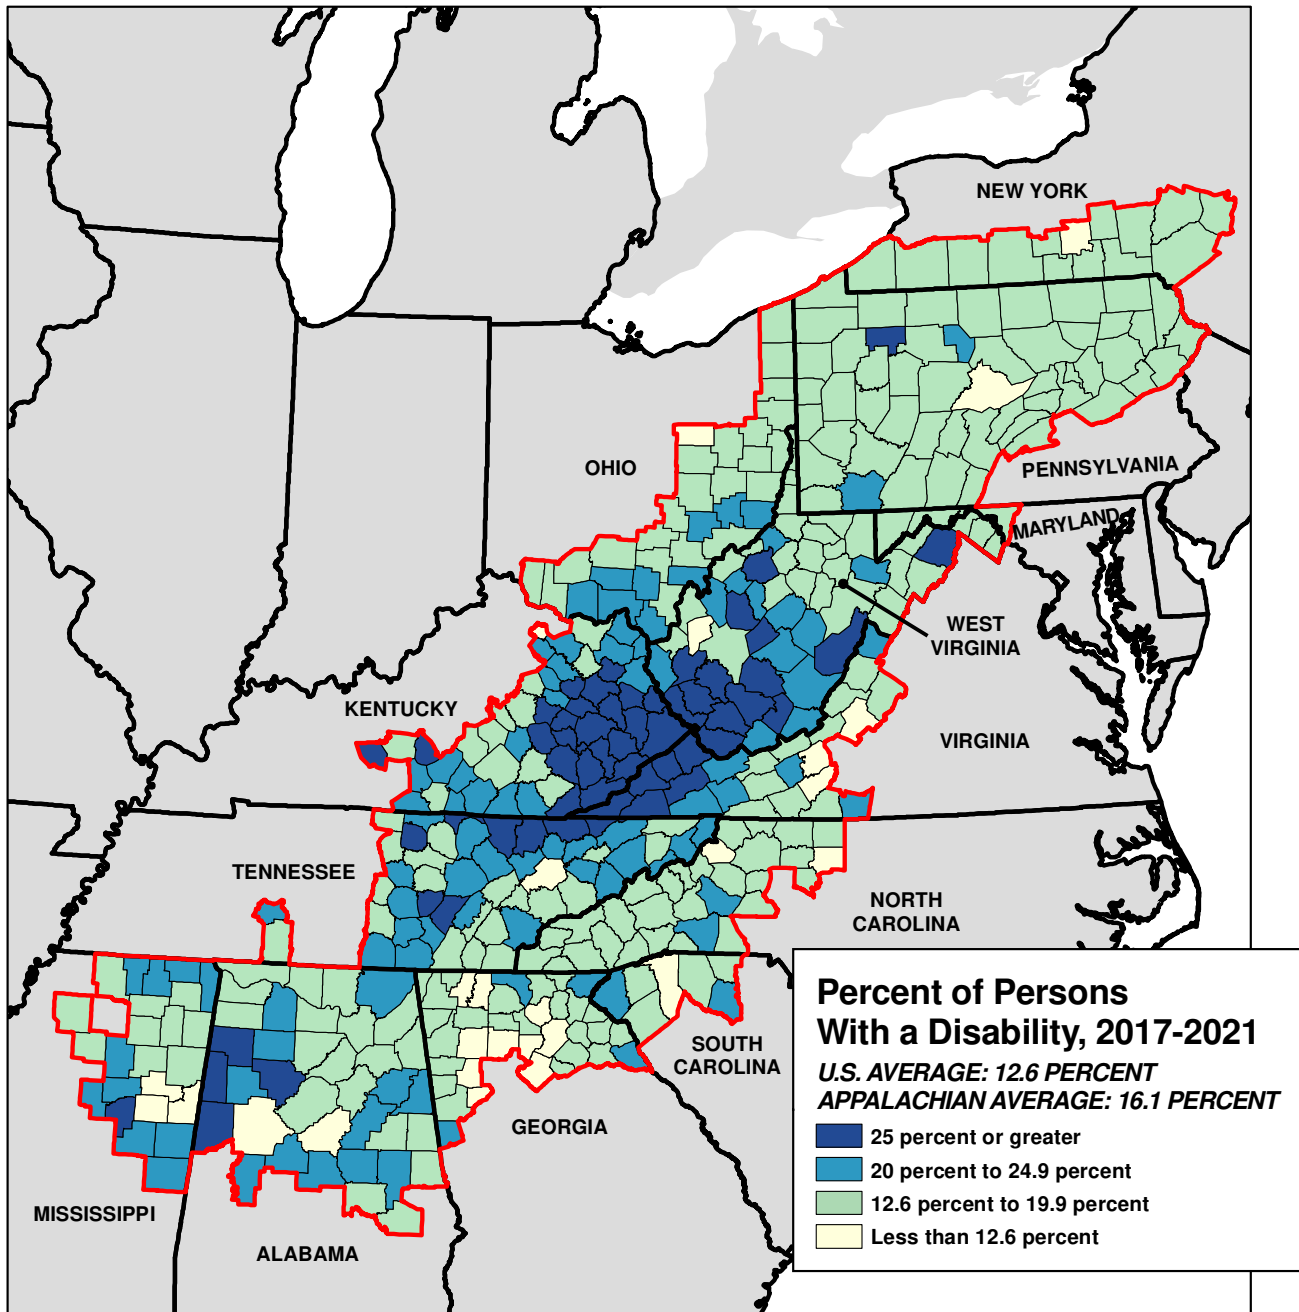 NEW YORK
OHIO
PENNSYLVANIA
MARYLAND
WEST
VIRGINIA
KENTUCKY
VIRGINIA
TENNESSEE
NORTH
CAROLINA
SOUTH
CAROLINA
GEORGIA
MISSISSIPPI
ALABAMA
Percent of Persons
With a Disability, 2017-2021
U.S. AVERAGE: 12.6 PERCENT
APPALACHIAN AVERAGE: 16.1 PERCENT
25 percent or greater
20 percent to 24.9 percent
12.6 percent to 19.9 percent
Less than 12.6 percent